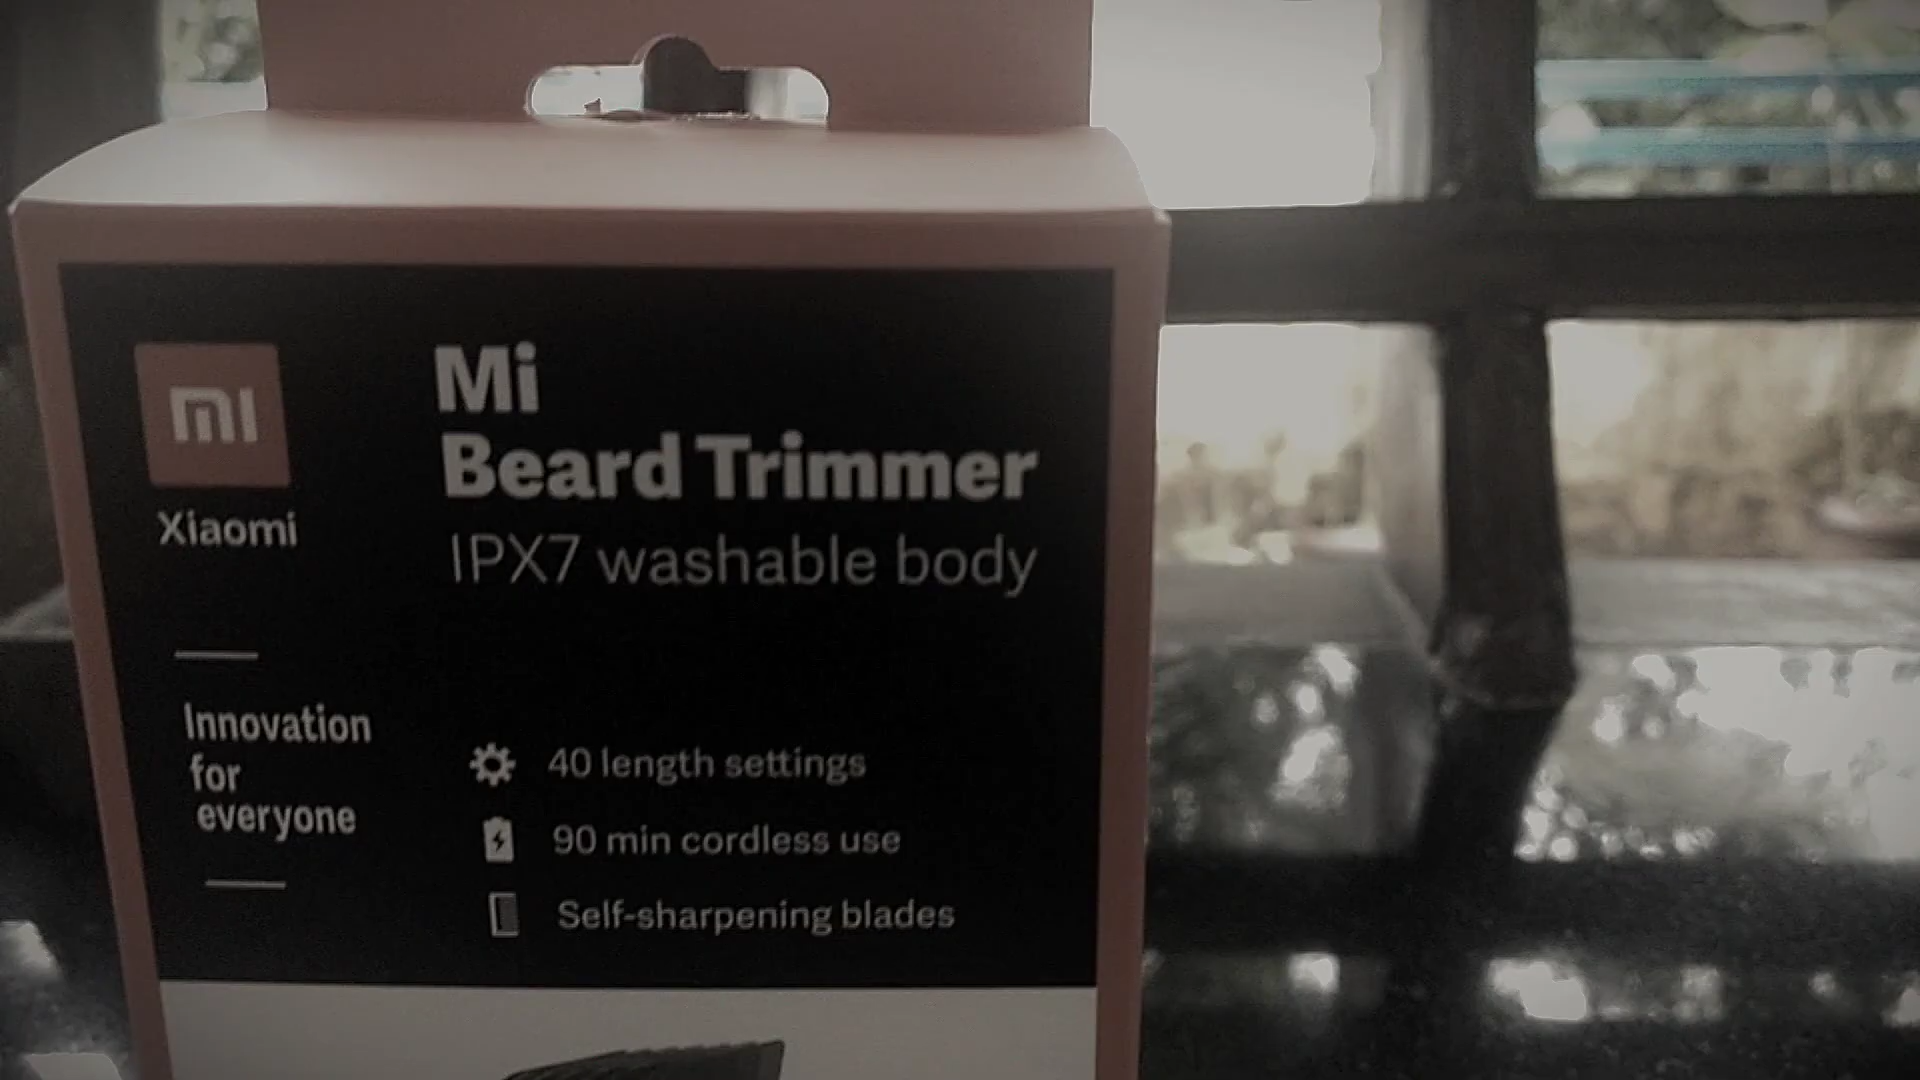 mi
Xiaomi
Mi
Beard Trimmer
IPX7 washable body
Innovation
for
everyone
40 length settings
90 min cordless use
Self-sharpening blades